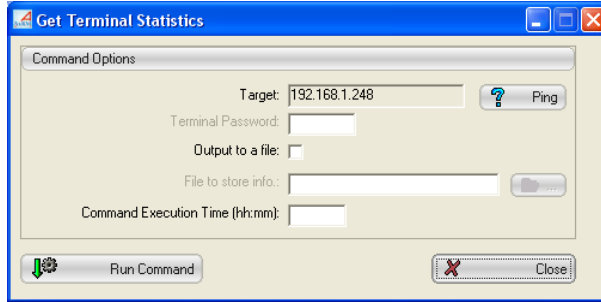 Get Terminal Statistics
Command Options
Target: 192.168.1.248 Ping
Terminal Password:
Output to a file:
File to store info.: ...
Command Execution Time (hh:mm):
Run Command Close